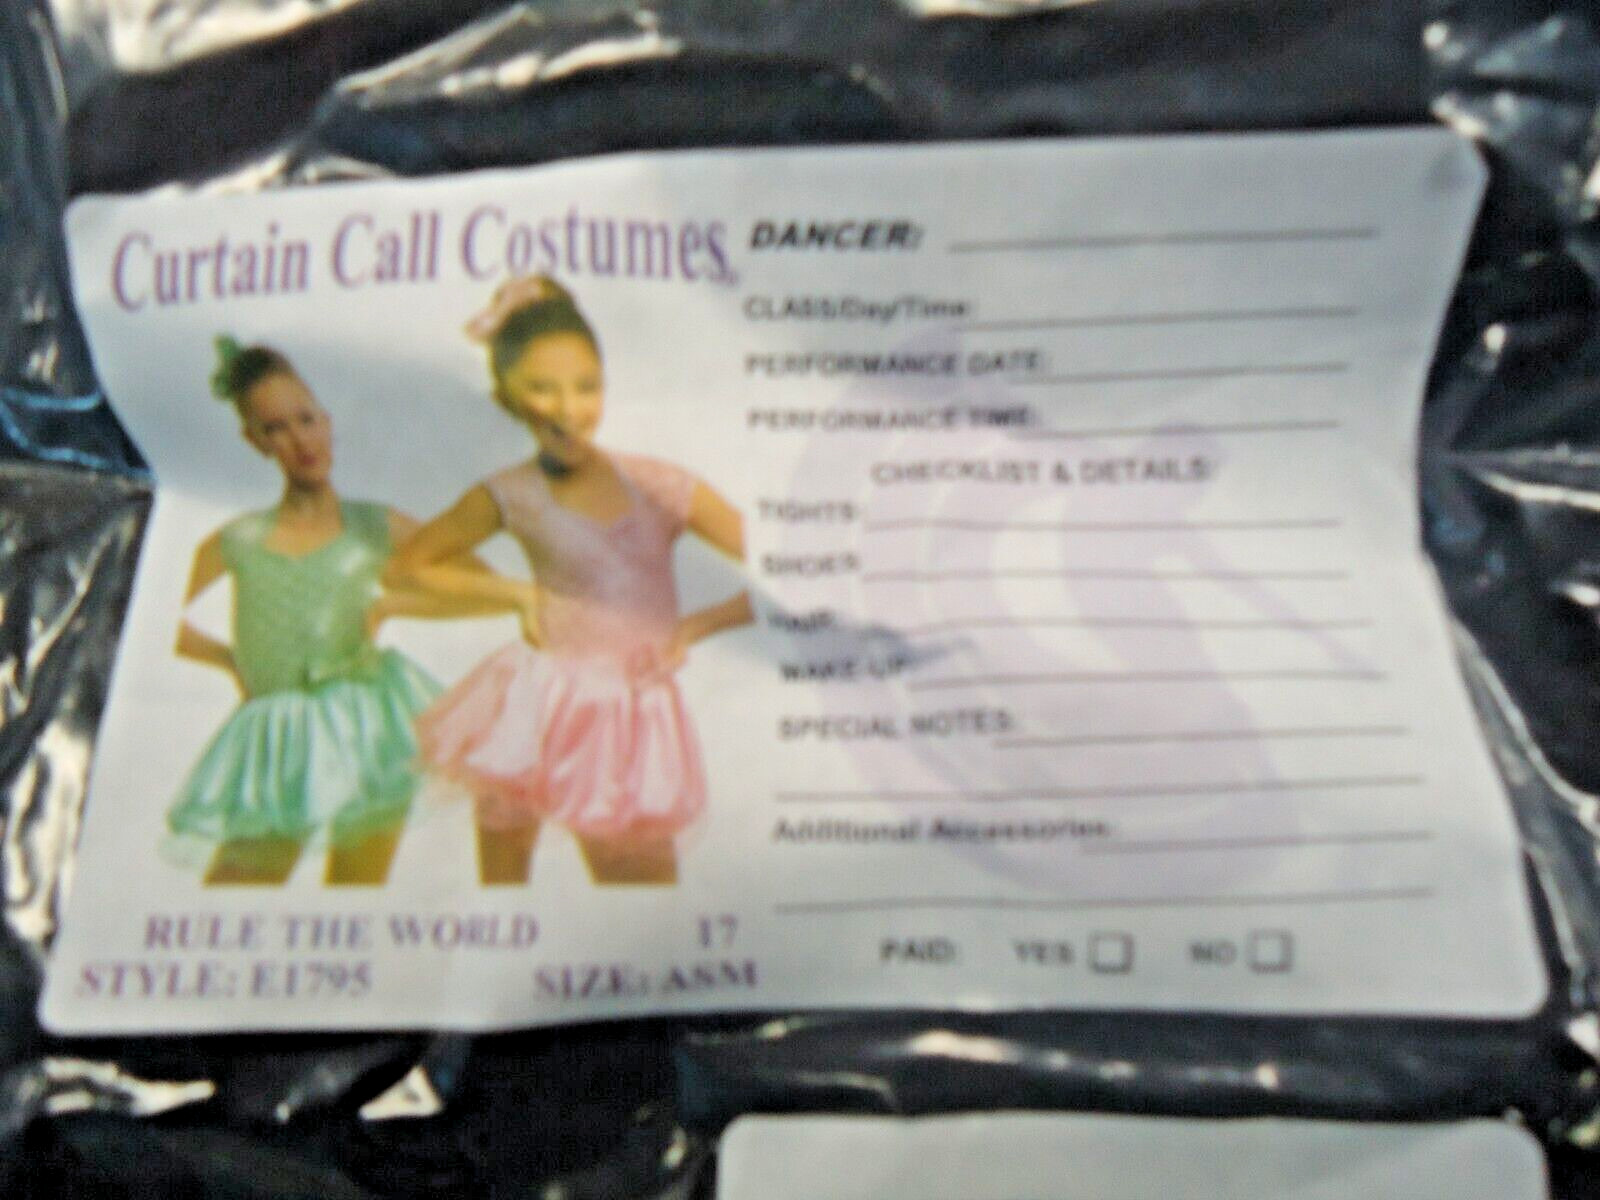 Curtain Call Costumes
RULE THE WORLD 17
STYLE: E1795 SIZE: ASM
DANCER:
CLASS/Day/Time:
PERFORMANCE DATE:
PERFORMANCE TIME:
CHECKLIST & DETAILS:
TIGHTS:
SHOES:
HAIR:
MAKE-UP:
SPECIAL NOTES:
Additional Accessories:
PAID: YES NO